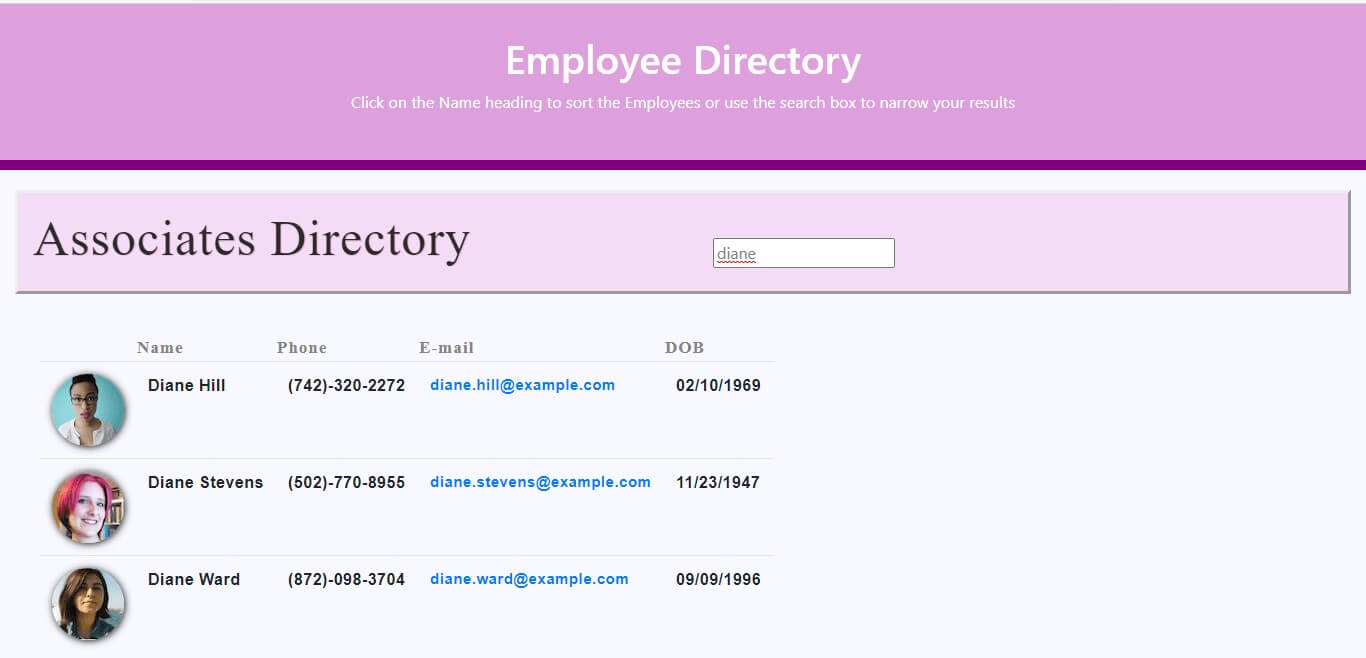 Employee Directory
Click on the Name heading to sort the Employees or use the search box to narrow your results
Associates Directory
diane
Name Phone E-mail DOB
Diane Hill (742)-320-2272 diane.hill@example.com 02/10/1969
Diane Stevens (502)-770-8955 diane.stevens@example.com 11/23/1947
Diane Ward (872)-098-3704 diane.ward@example.com 09/09/1996